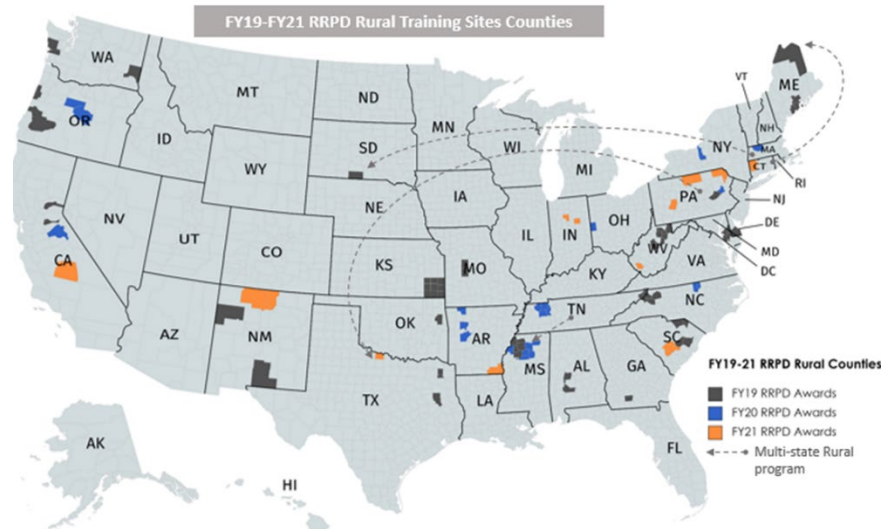 FY19-FY21 RRPD Rural Training Sites Counties
WA
MT
ND
MN
VT
ME
OR
ID
SD
WI
NY
NH
MA
WY
MI
CT
RI
IA
PA
NJ
NV
NE
OH
DE
UT
CO
IL
IN
WV
MD
CA
KS
MO
VA
DC
KY
AZ
NM
OK
AR
TN
NC
SC
MS
AL
GA
TX
LA
FL
AK
HI
FY19-21 RRPD Rural Counties
FY19 RRPD Awards
FY20 RRPD Awards
FY21 RRPD Awards
Multi-state Rural
program